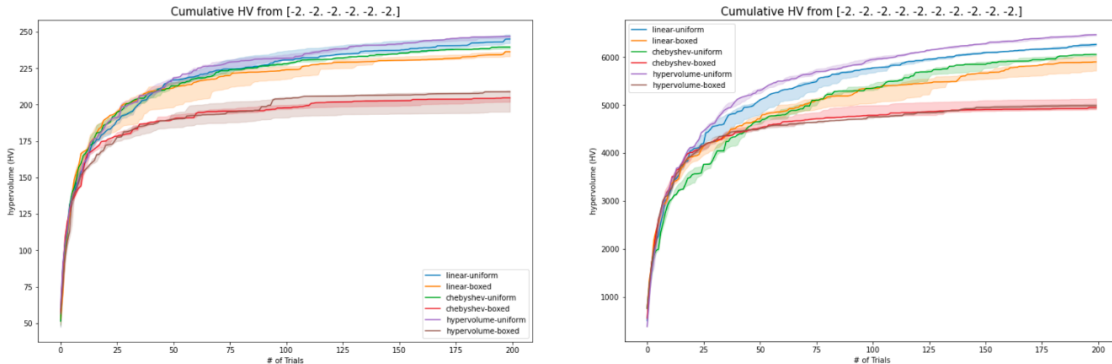 Cumulative HV from [-2. -2. -2. -2. -2. -2.]
hypervolume (HV)
250
225
200
175
150
125
100
75
50
0
25
50
75
100
125
150
175
200
# of Trials
linear-uniform
linear-boxed
chebyshev-uniform
chebyshev-boxed
hypervolume-uniform
hypervolume-boxed
Cumulative HV from [-2. -2. -2. -2. -2. -2. -2. -2. -2. -2.]
linear-uniform
linear-boxed
chebyshev-uniform
chebyshev-boxed
hypervolume-uniform
hypervolume-boxed
hypervolume (HV)
6000
5000
4000
3000
2000
1000
0
25
50
75
100
125
150
175
200
# of Trials